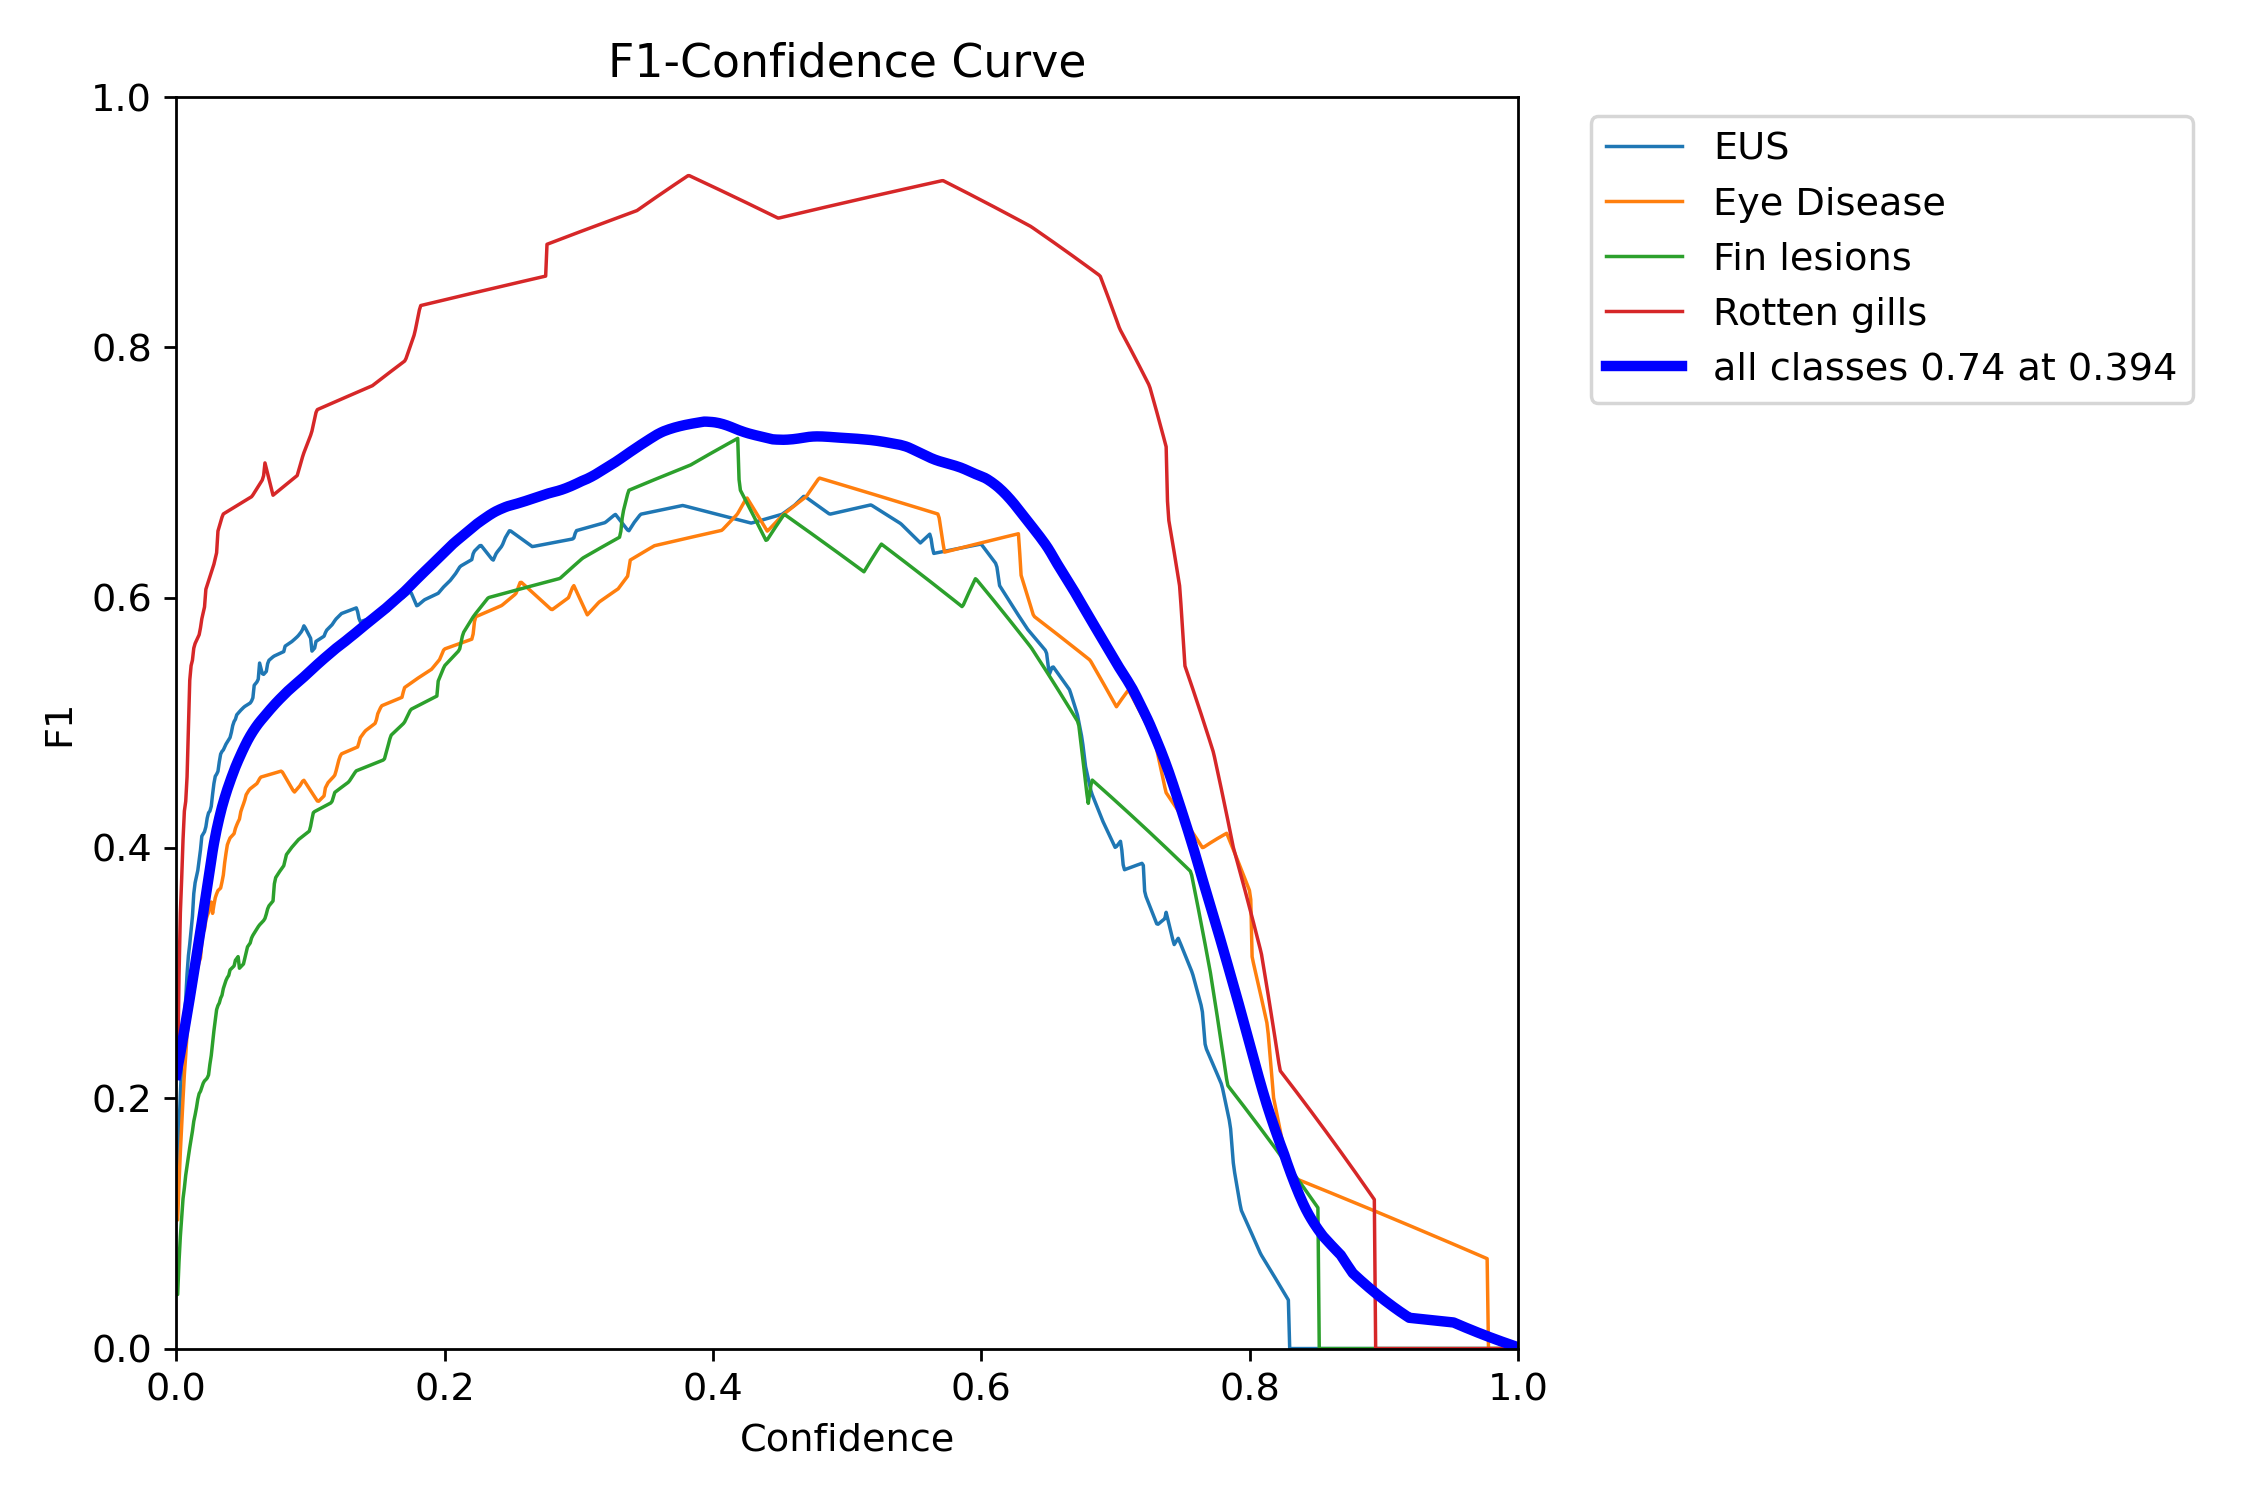 F1-Confidence Curve
1.0
0.8
0.6
0.4
0.2
0.0
F1
0.0 0.2 0.4 0.6 0.8 1.0
Confidence
EUS
Eye Disease
Fin lesions
Rotten gills
all classes 0.74 at 0.394